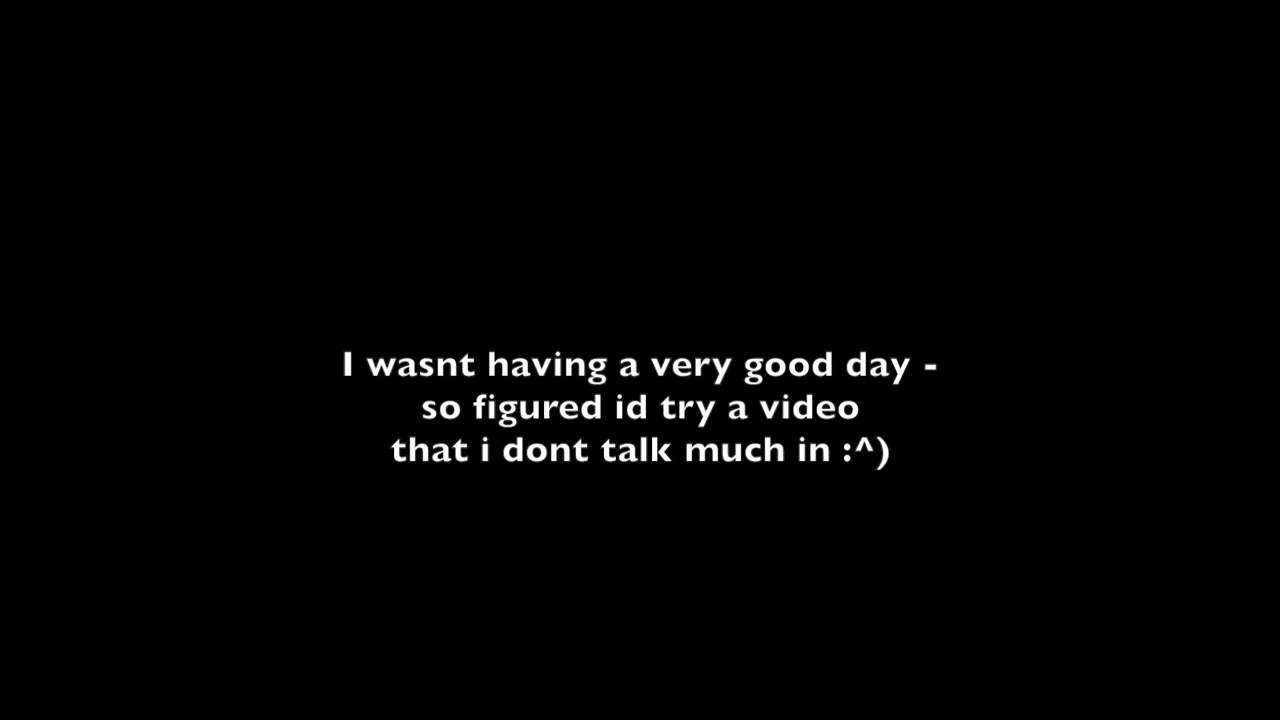 I wasnt having a very good day -
so figured id try a video
that i dont talk much in :^)